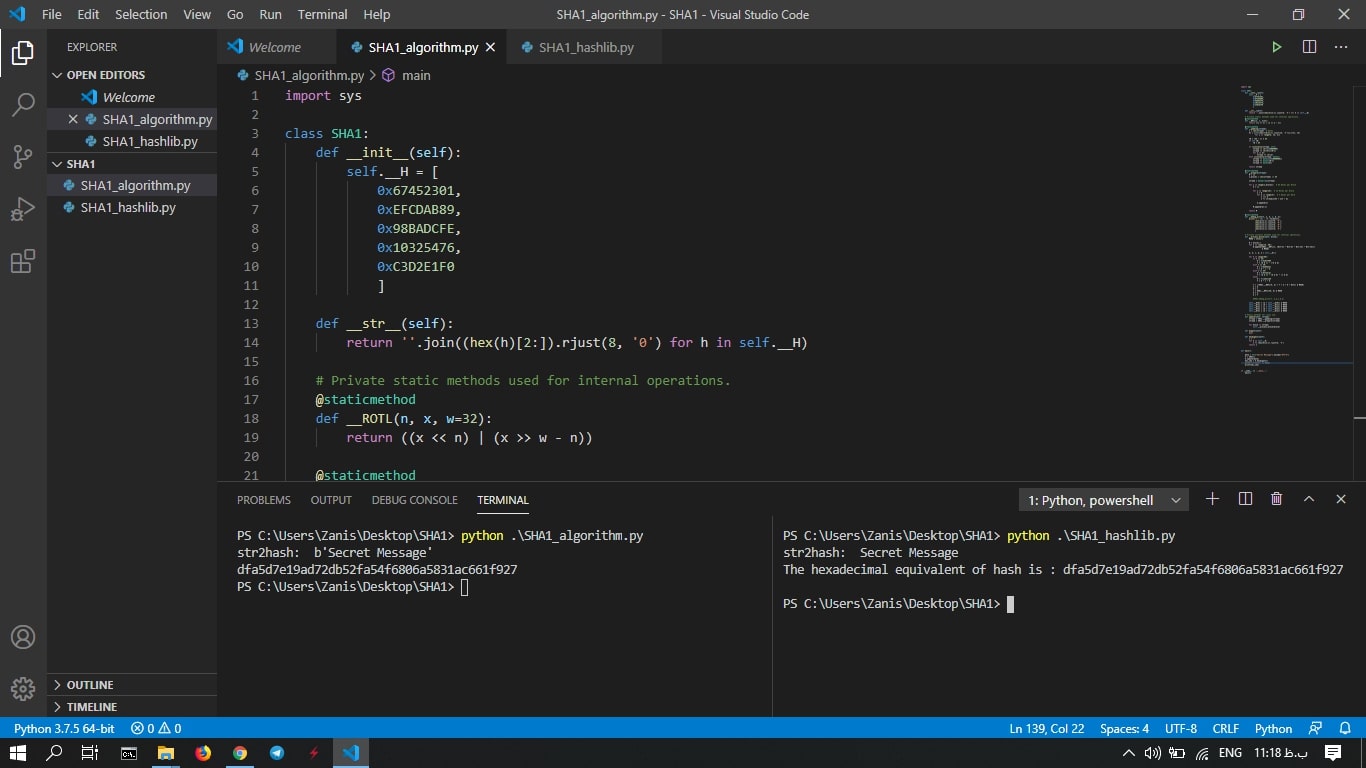 File Edit Selection View Go Run Terminal Help SHA1_algorithm.py - SHA1 - Visual Studio Code
EXPLORER
OPEN EDITORS
Welcome
SHA1_algorithm.py
SHA1_hashlib.py
SHA1
SHA1_algorithm.py
SHA1_hashlib.py
OUTLINE
TIMELINE
Welcome SHA1_algorithm.py SHA1_hashlib.py
SHA1_algorithm.py > main
1 import sys
2
3 class SHA1:
4 def __init__(self):
5 self.__H = [
6 0x67452301,
7 0xEFCDAB89,
8 0x98BADCFE,
9 0x10325476,
10 0xC3D2E1F0
11 ]
12
13 def __str__(self):
14 return ''.join((hex(h)[2:]).rjust(8, '0') for h in self.__H)
15
16 # Private static methods used for internal operations.
17 @staticmethod
18 def __ROTL(n, x, w=32):
19 return ((x << n) | (x >> w - n))
20
21 @staticmethod
PROBLEMS OUTPUT DEBUG CONSOLE TERMINAL 1: Python, powershell
PS C:\Users\Zanis\Desktop\SHA1> python .\SHA1_algorithm.py
str2hash:  b'Secret Message'
dfa5d7e19ad72db52fa54f6806a5831ac661f927
PS C:\Users\Zanis\Desktop\SHA1>
PS C:\Users\Zanis\Desktop\SHA1> python .\SHA1_hashlib.py
str2hash:  Secret Message
The hexadecimal equivalent of hash is : dfa5d7e19ad72db52fa54f6806a5831ac661f927
PS C:\Users\Zanis\Desktop\SHA1>
Python 3.7.5 64-bit 0 0 Ln 139, Col 22 Spaces: 4 UTF-8 CRLF Python
ENG 11:18 ب.ظ